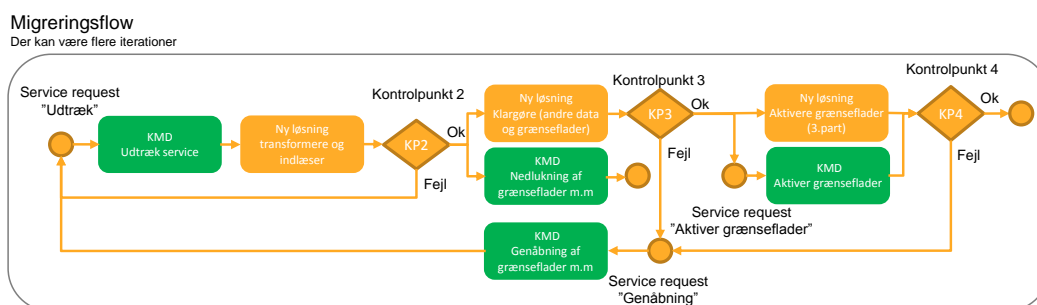 Migreringsflow
Der kan være flere iterationer
Service request
"Udtræk"
KMD
Udtræk service
Ny løsning
transformere og
indlæser
Kontrolpunkt 2
KP2
Ok
Fejl
Ny løsning
Klargøre (andre data
og grænseflader)
KMD
Nedlukning af
grænseflader m.m
KMD
Genåbning af
grænseflader m.m
Kontrolpunkt 3
KP3
Ok
Fejl
Service request
"Genåbning"
Service request
"Aktiver grænseflader"
Ny løsning
Aktivere grænseflader
(3.part)
KMD
Aktiver grænseflader
Kontrolpunkt 4
KP4
Ok
Fejl